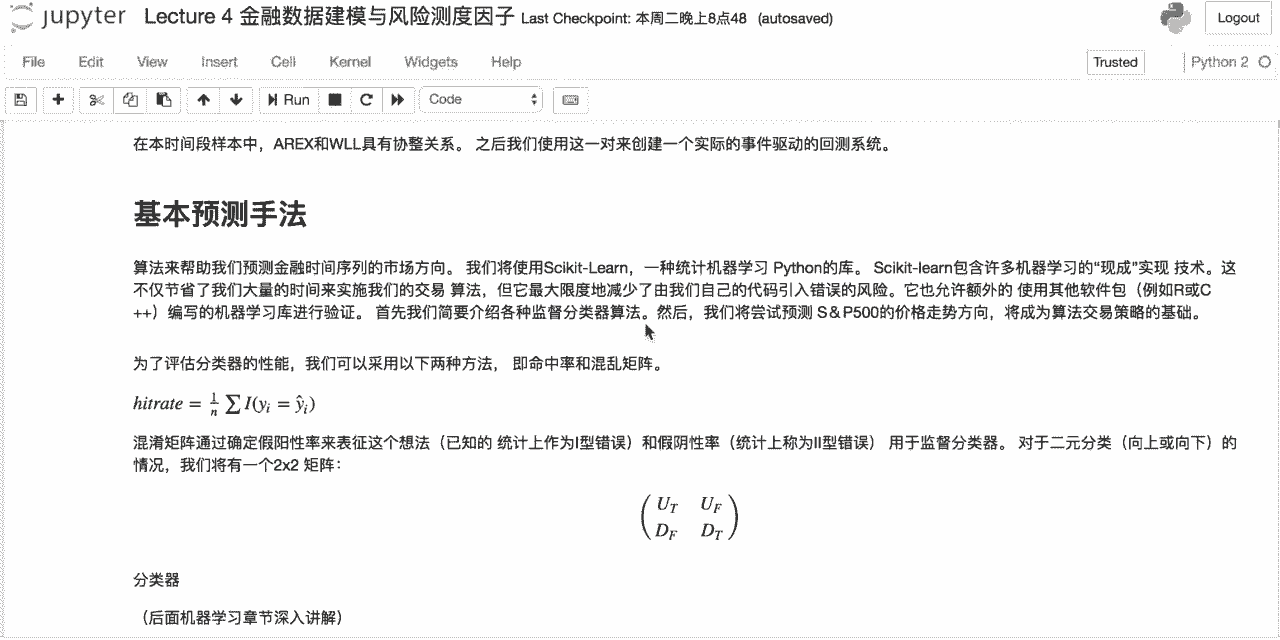 jupyter Lecture 4 金融数据建模与风险测度因子 Last Checkpoint: 本周二晚上8点48 (autosaved)
Logout
File Edit View Insert Cell Kernel Widgets Help
Trusted
Python 2
Run
Code
在本时间段样本中，AREX和WLL具有协整关系。 之后我们使用这一对来创建一个实际的事件驱动的回测系统。
基本预测手法
算法来帮助我们预测金融时间序列的市场方向。 我们将使用Scikit-Learn，一种统计机器学习 Python的库。 Scikit-learn包含许多机器学习的“现成”实现 技术。这
不仅节省了我们大量的时间来实施我们的交易 算法，但它最大限度地减少了由我们自己的代码引入错误的风险。它也允许额外的 使用其他软件包（例如R或C
++）编写的机器学习库进行验证。 首先我们简要介绍各种监督分类器算法。然后，我们将尝试预测 S＆P500的价格走势方向，将成为算法交易策略的基础。
为了评估分类器的性能，我们可以采用以下两种方法， 即命中率和混乱矩阵。
hitrate = 1/n ∑ I(y_i = ŷ_i)
混淆矩阵通过确定假阳性率来表征这个想法（已知的 统计上作为I型错误）和假阴性率（统计上称为II型错误） 用于监督分类器。 对于二元分类（向上或向下）的
情况，我们将有一个2x2 矩阵：
U_T U_F
D_F D_T
分类器
（后面机器学习章节深入讲解）